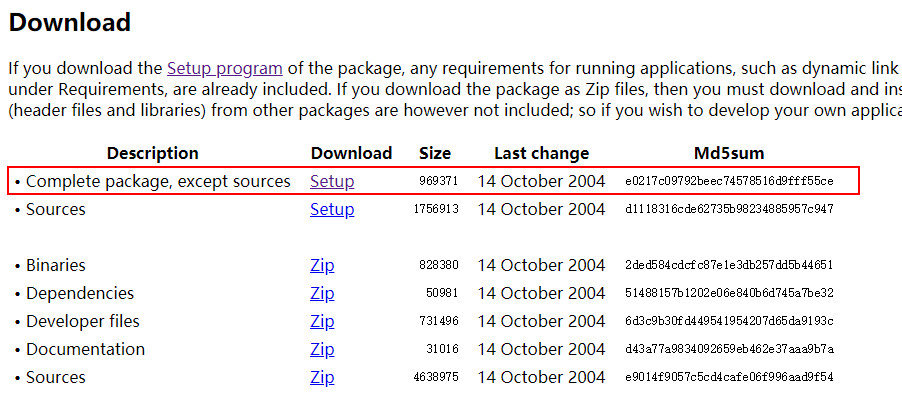 Download
If you download the Setup program of the package, any requirements for running applications, such as dynamic link
under Requirements, are already included. If you download the package as Zip files, then you must download and ins
(header files and libraries) from other packages are however not included; so if you wish to develop your own applica
Description Download Size Last change Md5sum
• Complete package, except sources Setup 969371 14 October 2004 e0217c09792beec74578516d9fff55ce
• Sources Setup 1756913 14 October 2004 d1118316cde62735b98234885957c947
• Binaries Zip 828380 14 October 2004 2ded584cdcfc87e1e3db257dd5b44651
• Dependencies Zip 50981 14 October 2004 51488157b1202e06e840b6d745a7be32
• Developer files Zip 731496 14 October 2004 6d3c9b30fd449541954207d65da9193c
• Documentation Zip 31016 14 October 2004 d43a77a9834092659eb462e37aaa9b7a
• Sources Zip 4638975 14 October 2004 e9014f9057c5cd4cafe06f996aad9f54